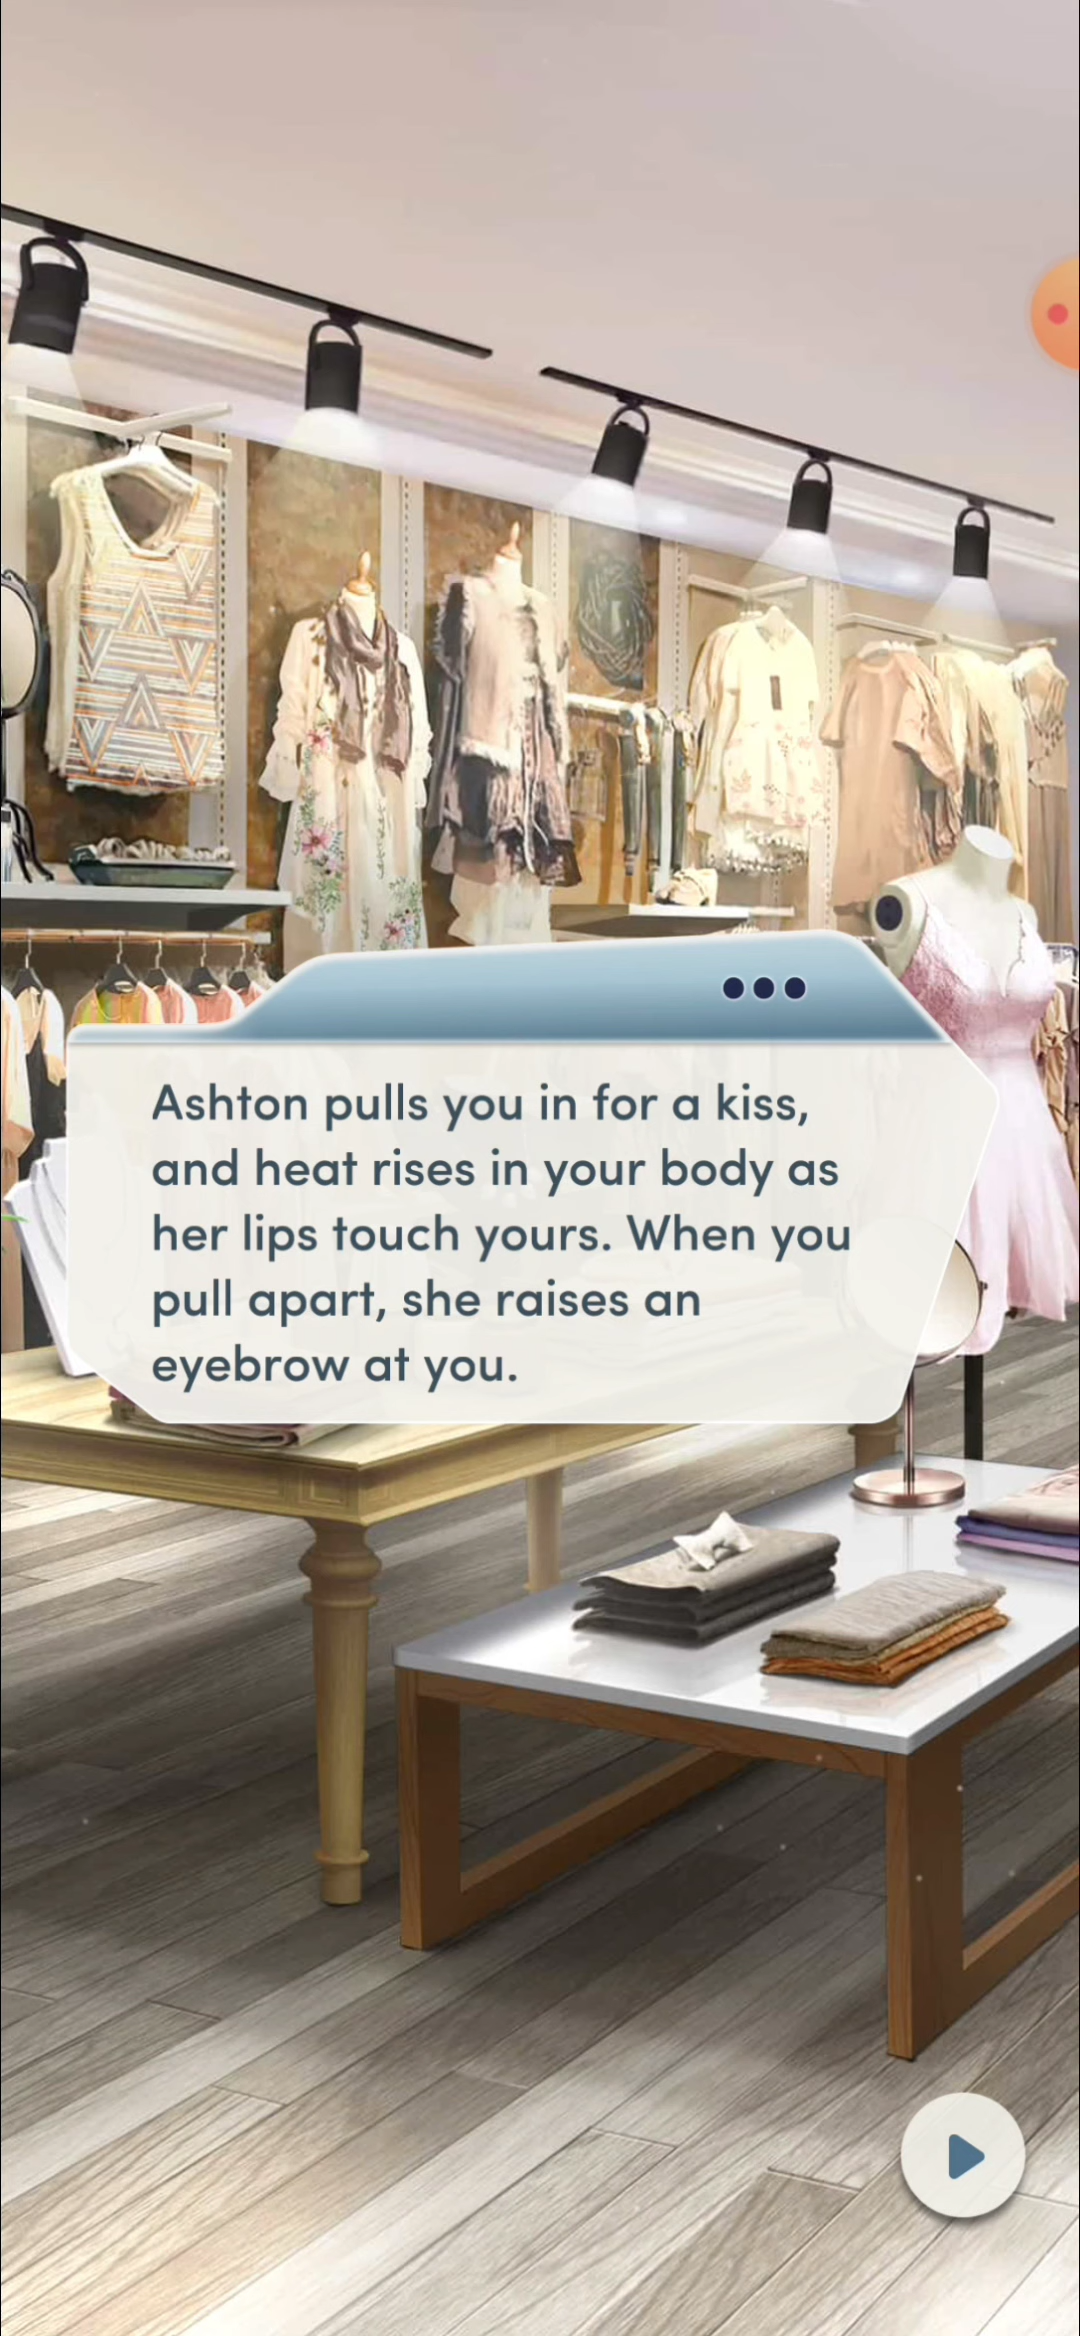 Ashton pulls you in for a kiss,
and heat rises in your body as
her lips touch yours. When you
pull apart, she raises an
eyebrow at you.